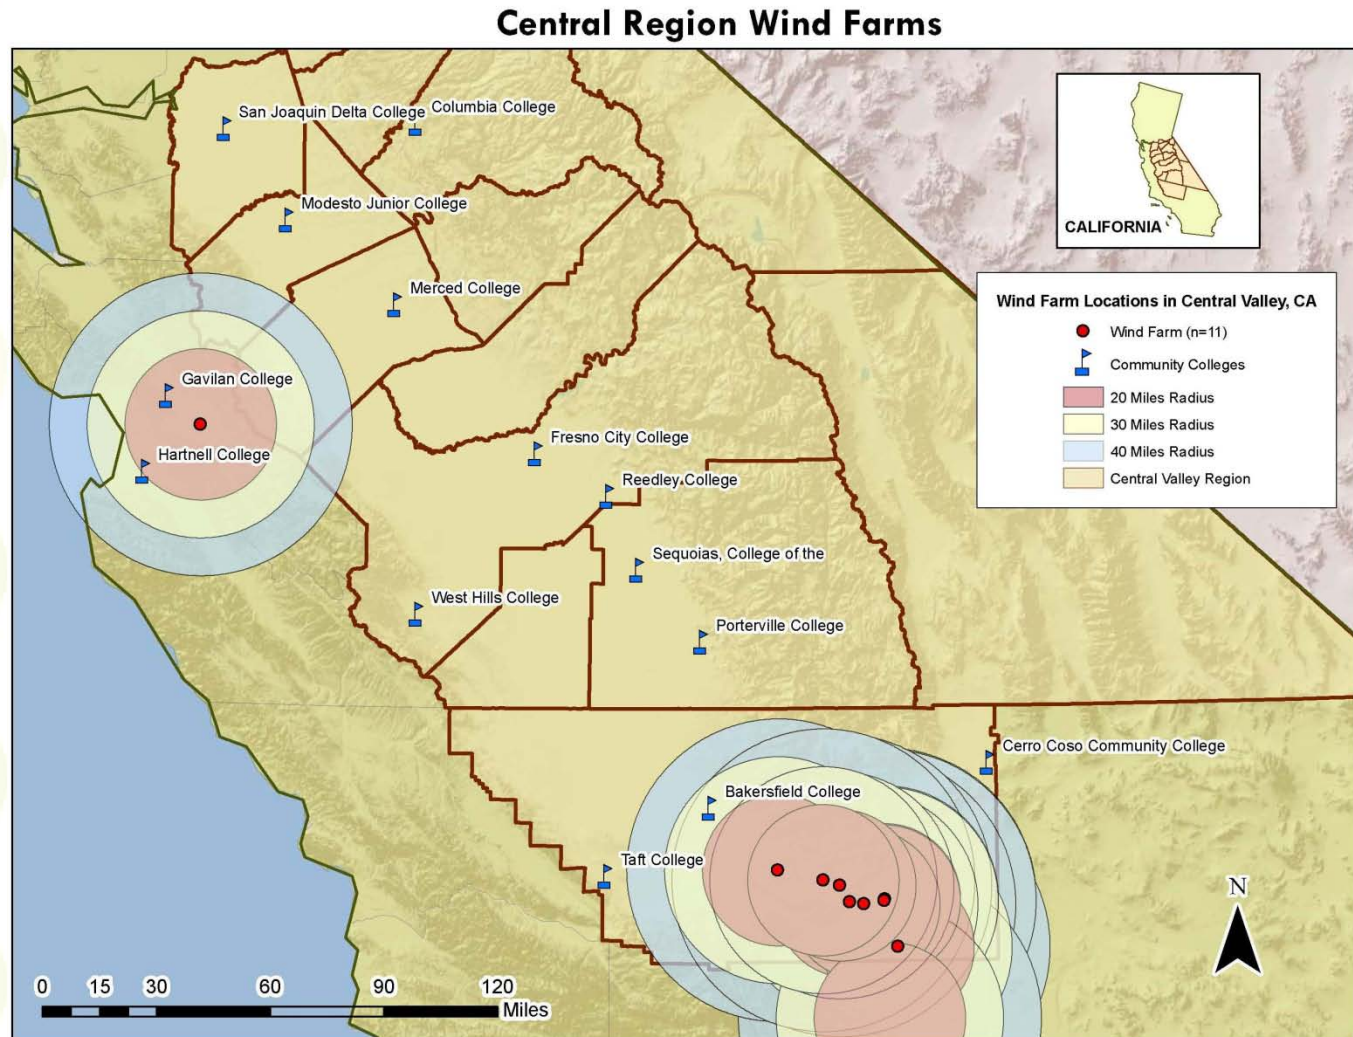 Central Region Wind Farms
San Joaquin Delta College
Columbia College
Modesto Junior College
Merced College
Gavilan College
Hartnell College
Fresno City College
Reedley College
Sequoias, College of the
West Hills College
Porterville College
Cerro Coso Community College
Bakersfield College
Taft College
CALIFORNIA
Wind Farm Locations in Central Valley, CA
Wind Farm (n=11)
Community Colleges
20 Miles Radius
30 Miles Radius
40 Miles Radius
Central Valley Region
N
0 15 30 60 90 120
Miles